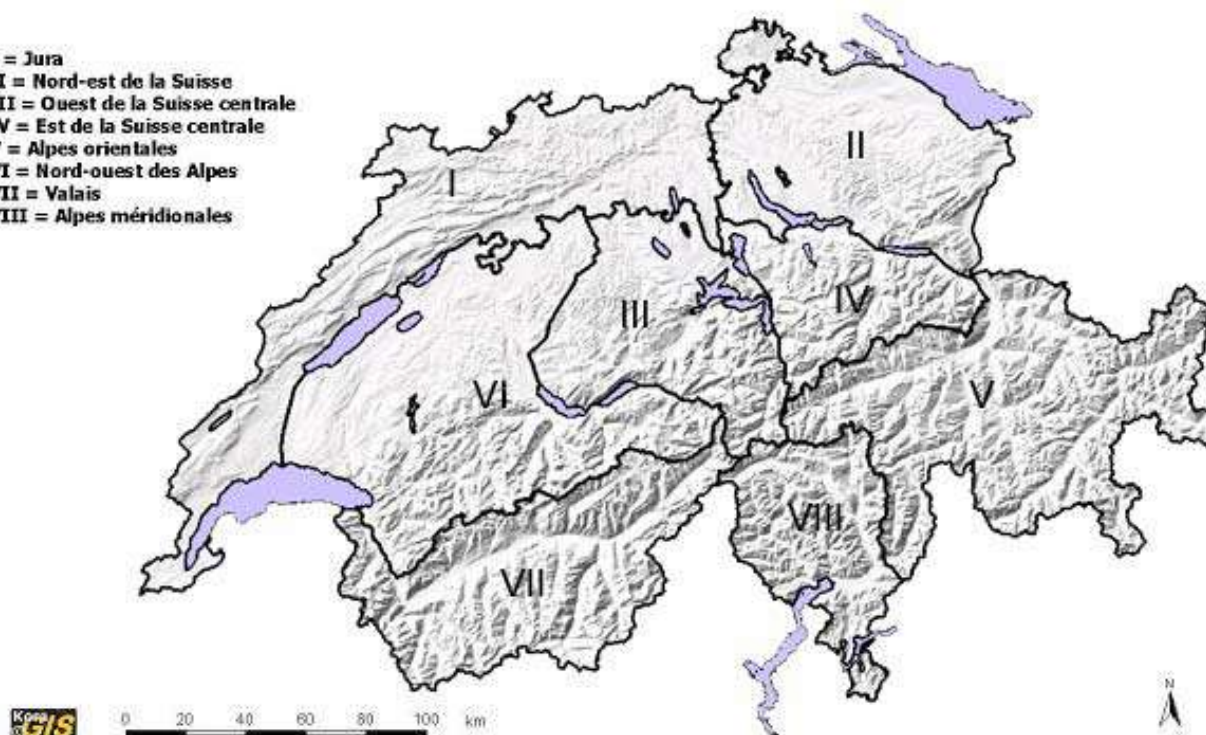 = Jura
I = Nord-est de la Suisse
II = Ouest de la Suisse centrale
V = Est de la Suisse centrale
= Alpes orientales
I = Nord-ouest des Alpes
II = Valais
III = Alpes méridionales
I
II
III
IV
V
VI
VII
VIII
N
Kora
GIS
0 20 40 60 80 100 km